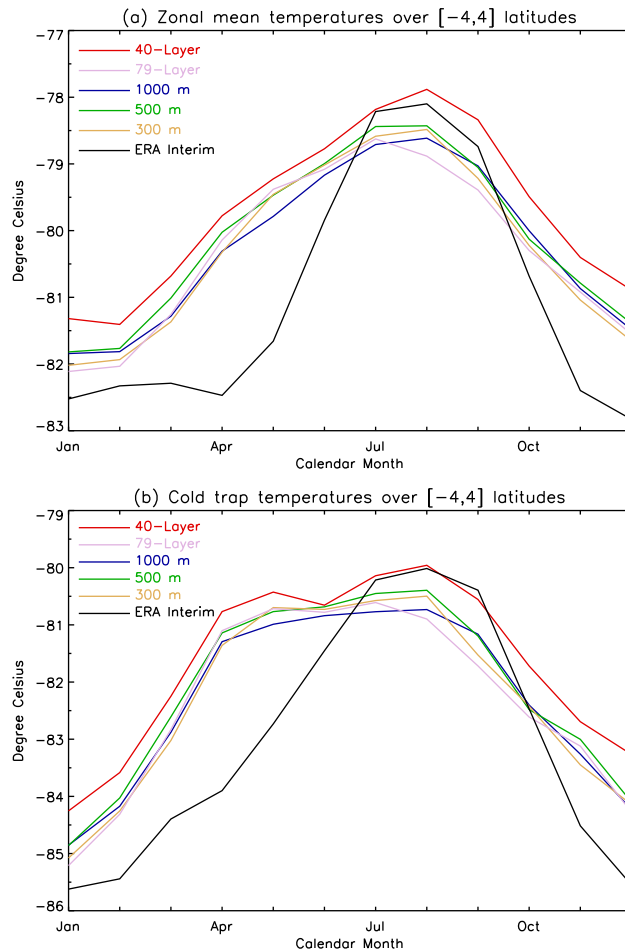 (a) Zonal mean temperatures over [-4,4] latitudes
-77
-78
-79
-80
-81
-82
-83
Degree Celsius
40-Layer
79-Layer
1000 m
500 m
300 m
ERA Interim
Jan Apr Jul Oct
Calendar Month
(b) Cold trap temperatures over [-4,4] latitudes
-79
-80
-81
-82
-83
-84
-85
-86
Degree Celsius
40-Layer
79-Layer
1000 m
500 m
300 m
ERA Interim
Jan Apr Jul Oct
Calendar Month